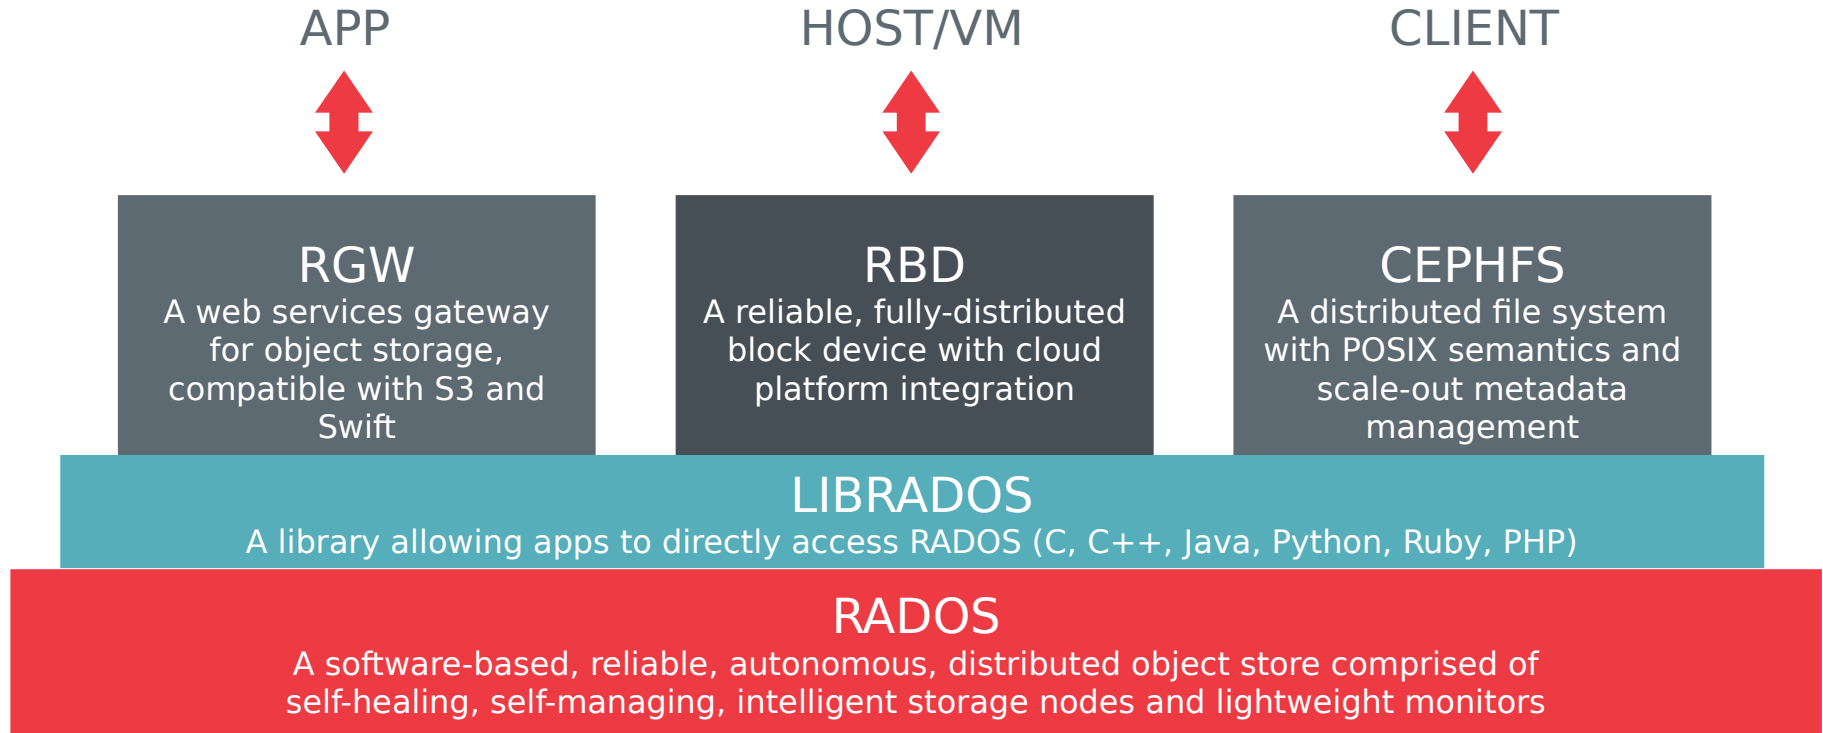 APP
HOST/VM
CLIENT
RGW
A web services gateway
for object storage,
compatible with S3 and
Swift
RBD
A reliable, fully-distributed
block device with cloud
platform integration
CEPHFS
A distributed file system
with POSIX semantics and
scale-out metadata
management
LIBRADOS
A library allowing apps to directly access RADOS (C, C++, Java, Python, Ruby, PHP)
RADOS
A software-based, reliable, autonomous, distributed object store comprised of
self-healing, self-managing, intelligent storage nodes and lightweight monitors